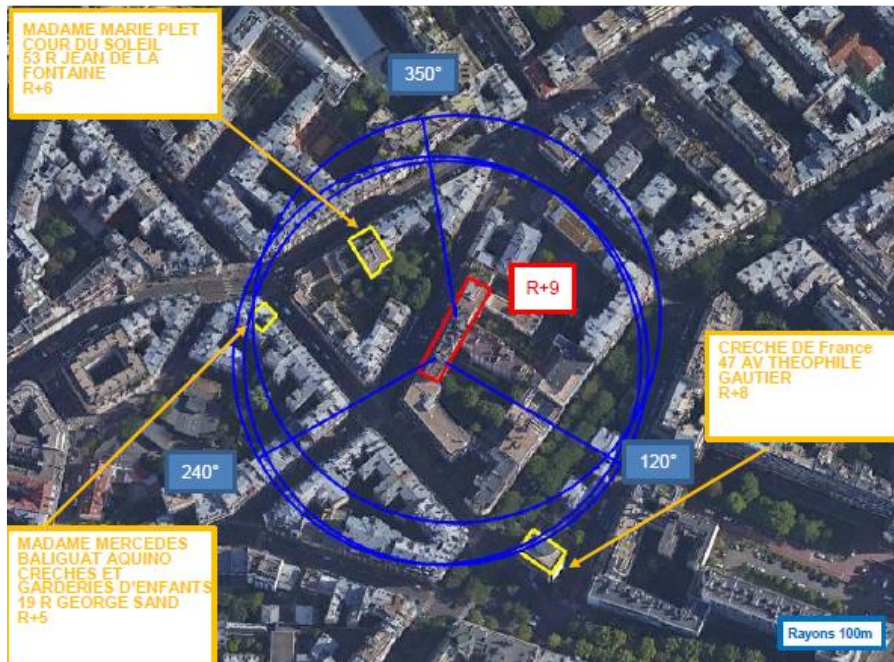 MADAME MARIE PLET
COUR DU SOLEIL
53 R JEAN DE LA
FONTAINE
R+6
350°
R+9
CRECHE DE France
47 AV THEOPHILE
GAUTIER
R+8
240°
120°
MADAME MERCEDES
BALIGUAT AQUINO
CRECHES ET
GARDERIES D'ENFANTS
19 R GEORGE SAND
R+5
Rayons 100m